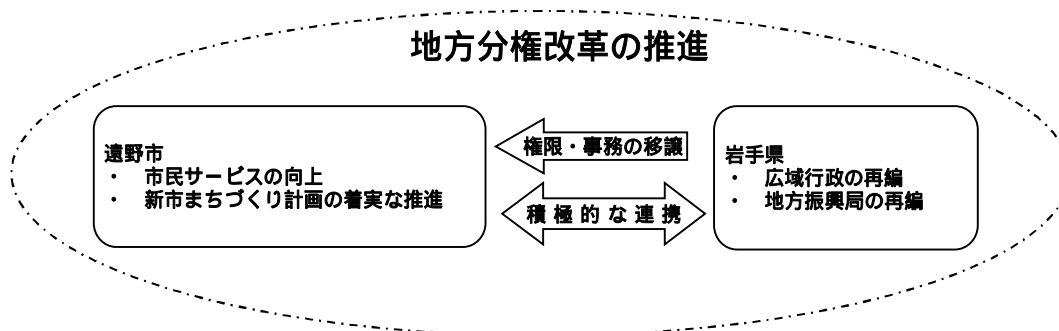 地方分権改革の推進
遠野市
・ 市民サービスの向上
・ 新市まちづくり計画の着実な推進
権限・事務の移譲
積極的な連携
岩手県
・ 広域行政の再編
・ 地方振興局の再編